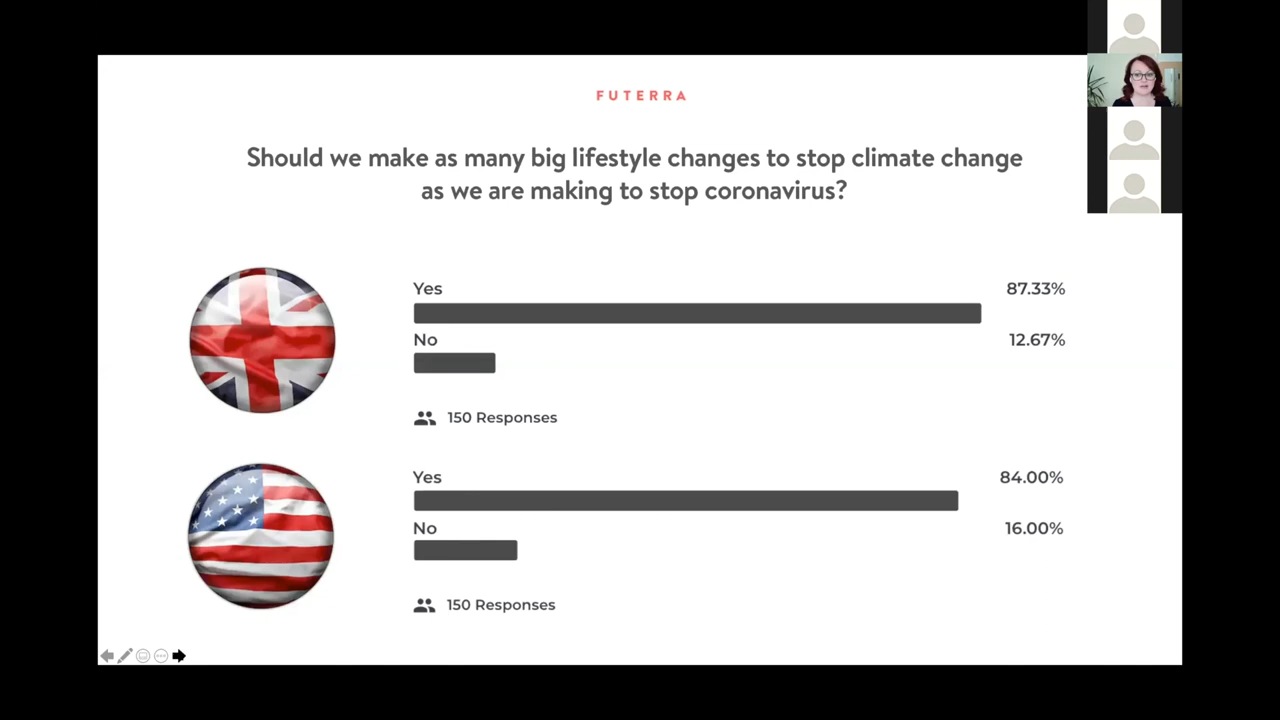 FUTERRA
Should we make as many big lifestyle changes to stop climate change
as we are making to stop coronavirus?
Yes 87.33%
No 12.67%
150 Responses
Yes 84.00%
No 16.00%
150 Responses